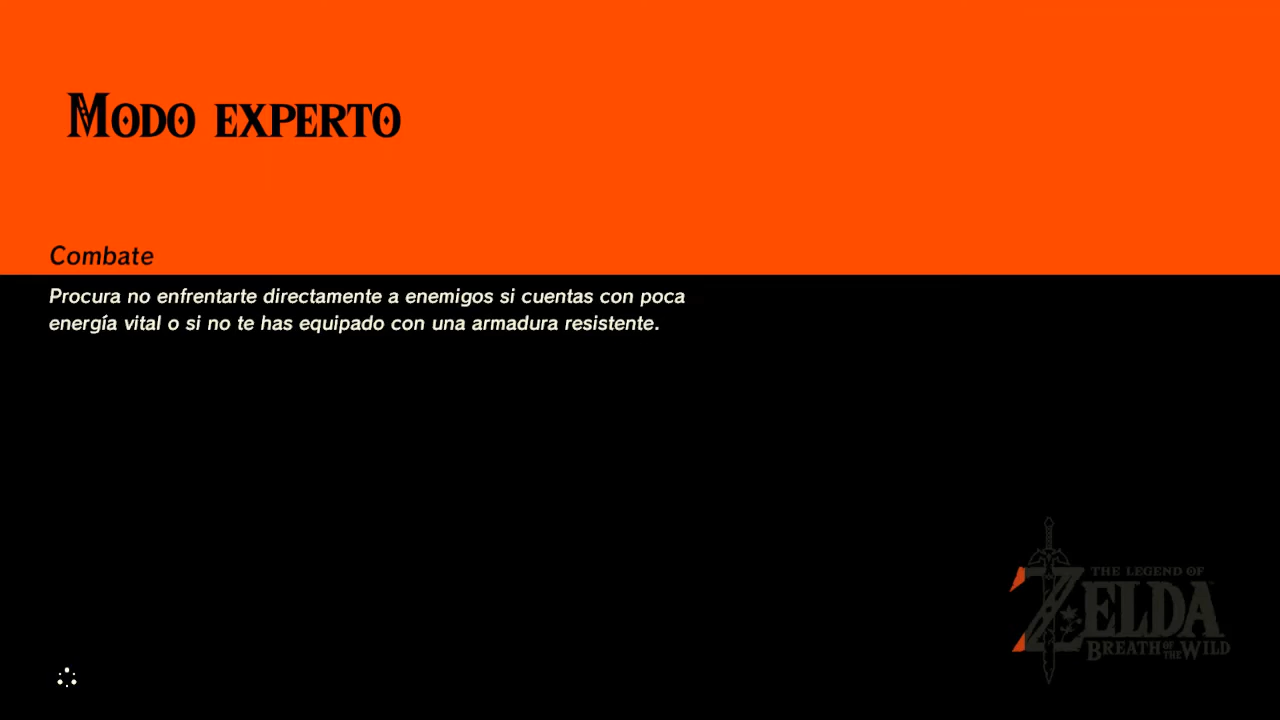 Modo experto
Combate
Procura no enfrentarte directamente a enemigos si cuentas con poca
energía vital o si no te has equipado con una armadura resistente.
THE LEGEND OF
ZELDA
BREATH OF THE WILD